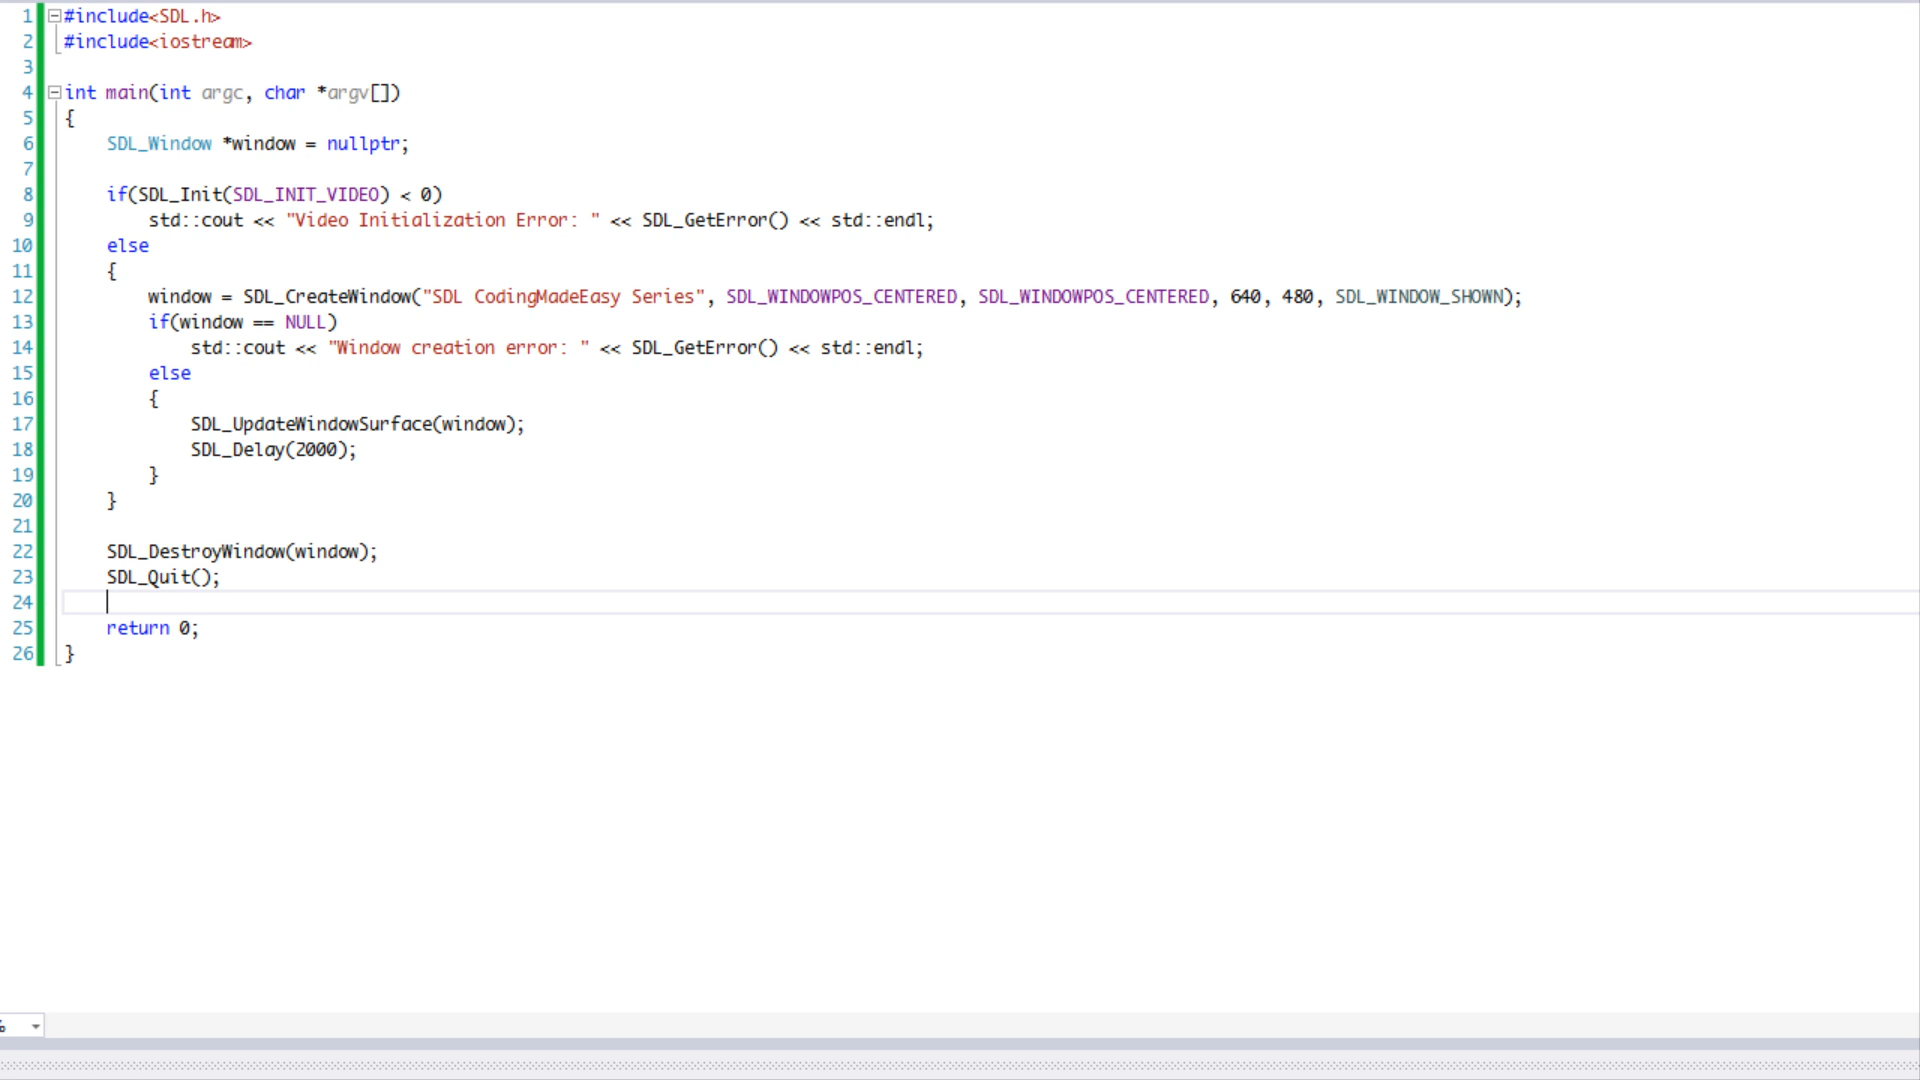 1 #include<SDL.h>
2 #include<iostream>
3
4 int main(int argc, char *argv[])
5 {
6     SDL_Window *window = nullptr;
7
8     if(SDL_Init(SDL_INIT_VIDEO) < 0)
9         std::cout << "Video Initialization Error: " << SDL_GetError() << std::endl;
10     else
11     {
12         window = SDL_CreateWindow("SDL CodingMadeEasy Series", SDL_WINDOWPOS_CENTERED, SDL_WINDOWPOS_CENTERED, 640, 480, SDL_WINDOW_SHOWN);
13         if(window == NULL)
14             std::cout << "Window creation error: " << SDL_GetError() << std::endl;
15         else
16         {
17             SDL_UpdateWindowSurface(window);
18             SDL_Delay(2000);
19         }
20     }
21
22     SDL_DestroyWindow(window);
23     SDL_Quit();
24
25     return 0;
26 }
%